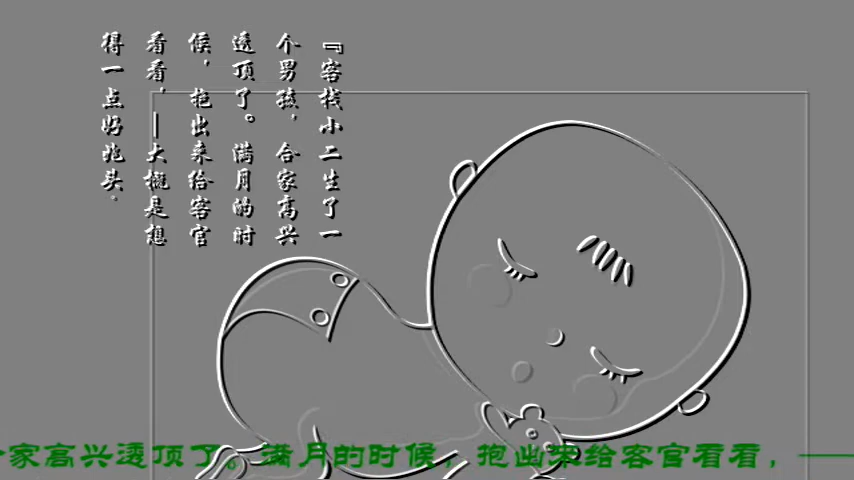 『客栈小二生了一
个男孩，合家高兴
透顶了。满月的时
候，抱出来给客官
看看，—大概是想
得一点好兆头.
家高兴透顶了。满月的时候，抱出来给客官看看，——